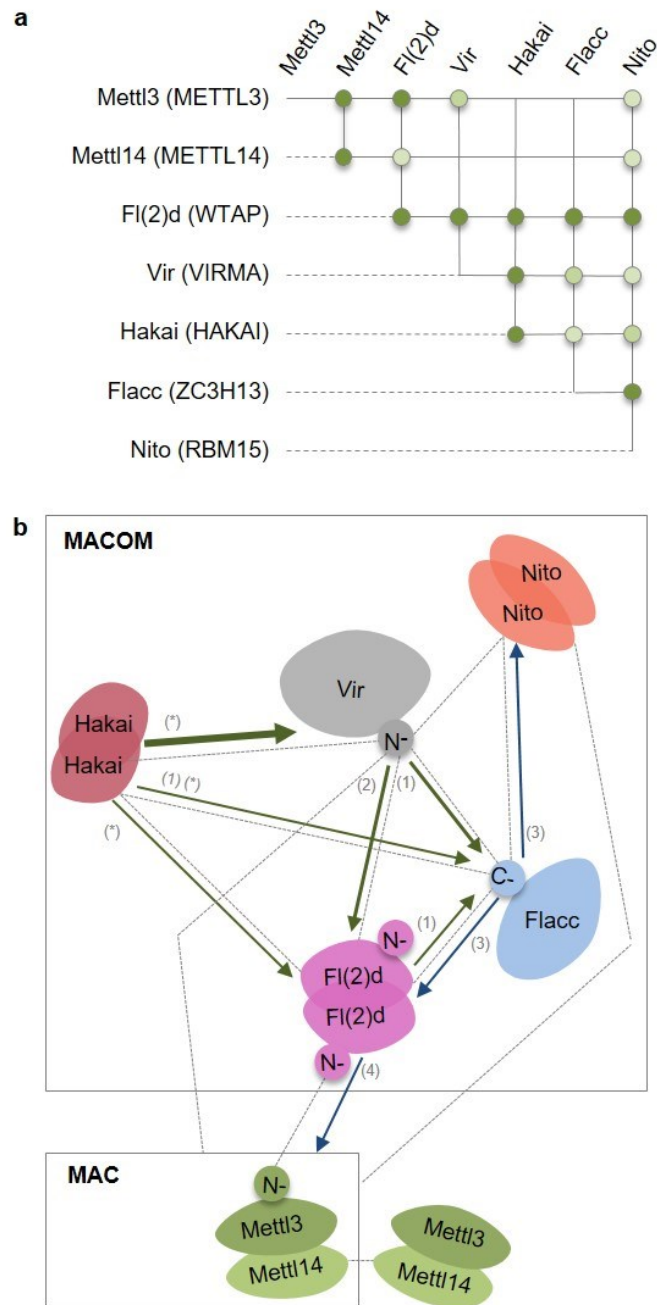 a
Mettl3 Mettl14 Fl(2)d Vir Hakai Flacc Nito
Mettl3 (METTL3)
Mettl14 (METTL14)
Fl(2)d (WTAP)
Vir (VIRMA)
Hakai (HAKAI)
Flacc (ZC3H13)
Nito (RBM15)
b
MACOM
Nito
Nito
Vir
Hakai
Hakai
(*)
N-
(2) (1)
(1) (*)
(*)
(3)
C-
Flacc
(1)
(3)
N-
Fl(2)d
Fl(2)d
N-
(4)
MAC
N-
Mettl3
Mettl14
Mettl3
Mettl14